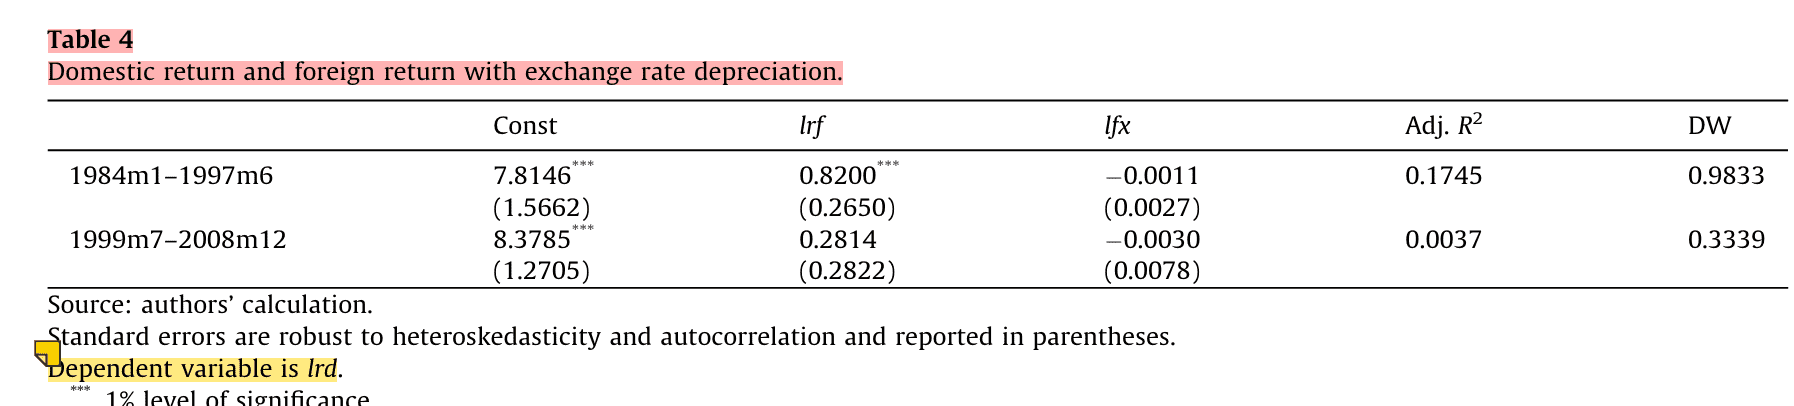 Table 4
Domestic return and foreign return with exchange rate depreciation.
Const lrf lfx Adj. R² DW
1984m1–1997m6 7.8146*** 0.8200*** −0.0011 0.1745 0.9833
(1.5662) (0.2650) (0.0027)
1999m7–2008m12 8.3785*** 0.2814 −0.0030 0.0037 0.3339
(1.2705) (0.2822) (0.0078)
Source: authors' calculation.
Standard errors are robust to heteroskedasticity and autocorrelation and reported in parentheses.
Dependent variable is lrd.
*** 1% level of significance